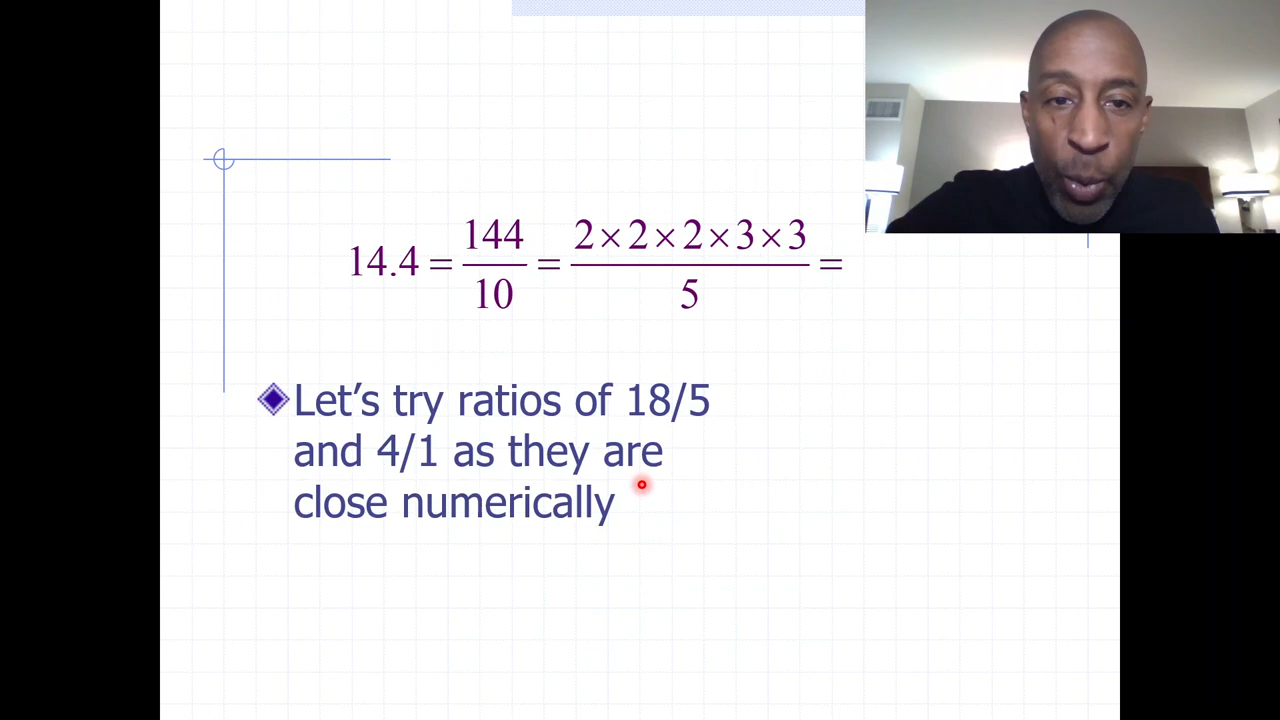 14.4 = 144/10 = 2×2×2×3×3/5 =
Let's try ratios of 18/5
and 4/1 as they are
close numerically